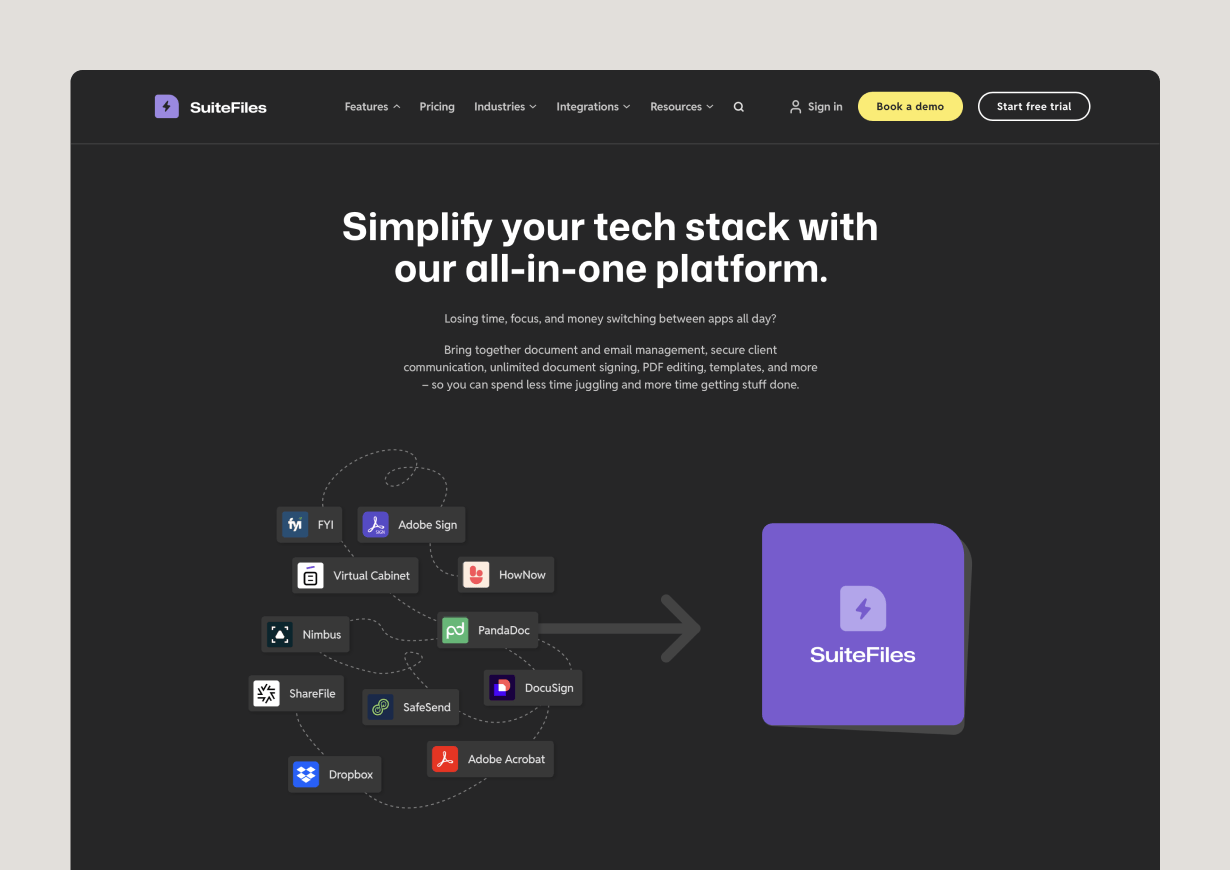 SuiteFiles
Features
Pricing
Industries
Integrations
Resources
Sign in
Book a demo
Start free trial
Simplify your tech stack with
our all-in-one platform.
Losing time, focus, and money switching between apps all day?
Bring together document and email management, secure client
communication, unlimited document signing, PDF editing, templates, and more
– so you can spend less time juggling and more time getting stuff done.
fyi FYI
SIGN Adobe Sign
Virtual Cabinet
HowNow
Nimbus
pd PandaDoc
ShareFile
SafeSend
DocuSign
Dropbox
Adobe Acrobat
SuiteFiles